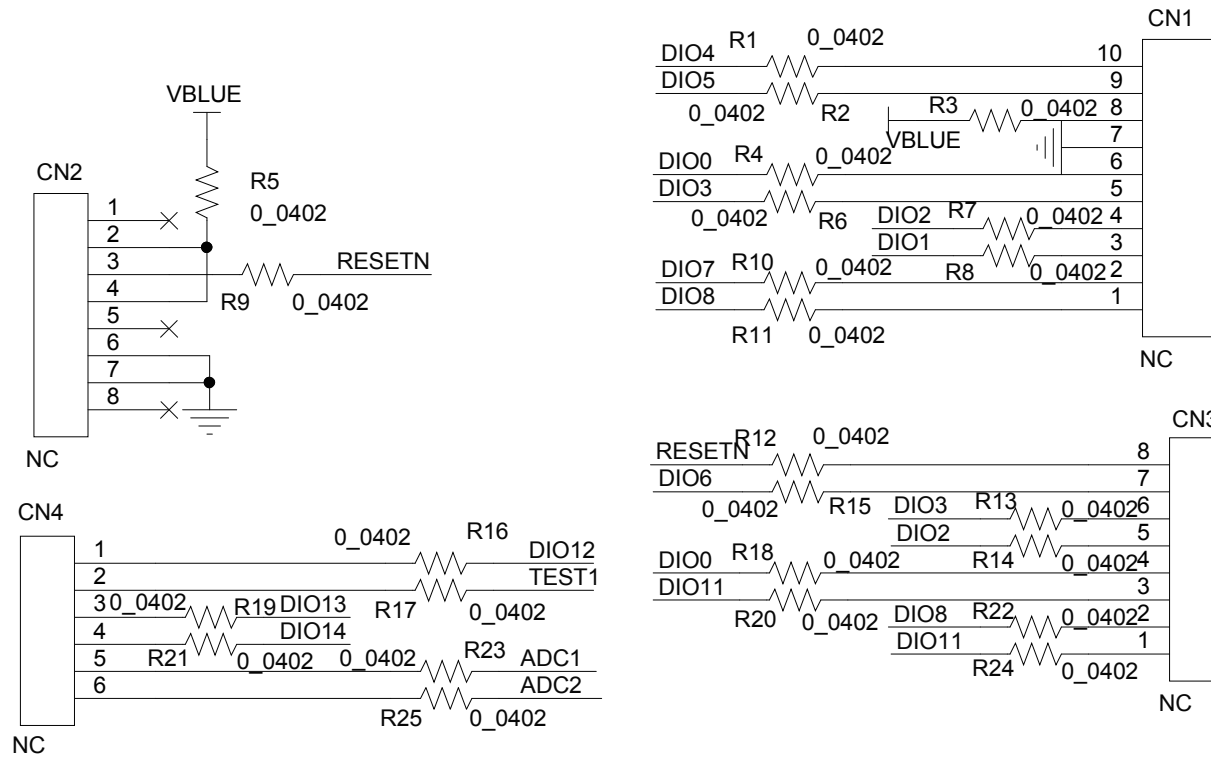 VBLUE
CN2
R5
0_0402
1
2
3 RESETN
4 R9 0_0402
5
6
7
8
NC
CN4
0_0402 R16
1 DIO12
2 TEST1
3 0_0402 R19 DIO13 R17 0_0402
4 DIO14
R21 0_0402 0_0402 R23
5 ADC1
6 ADC2
R25 0_0402
NC
CN1
R1 0_0402
DIO4 10
DIO5 9
0_0402 R2 R3 0_0402 8
VBLUE 7
DIO0 R4 0_0402 6
DIO3 5
0_0402 R6 DIO2 R7 0_0402 4
DIO1 3
DIO7 R10 0_0402 R8 0_0402 2
DIO8 1
R11 0_0402
NC
CN3
R12 0_0402
RESETN 8
DIO6 7
0_0402 R15 DIO3 R13 0_0402 6
DIO2 5
DIO0 R18 0_0402 R14 0_0402 4
DIO11 3
R20 0_0402 DIO8 R22 0_0402 2
DIO11 1
R24 0_0402
NC